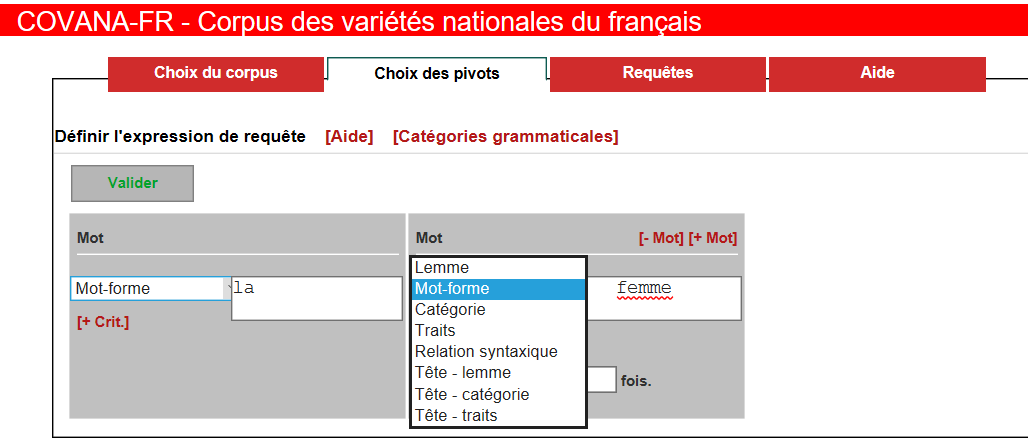 COVANA-FR - Corpus des variétés nationales du français
Choix du corpus Choix des pivots Requêtes Aide
Définir l'expression de requête [Aide] [Catégories grammaticales]
Valider
Mot Mot [- Mot] [+ Mot]
Mot-forme la
[+ Crit.]
Lemme
Mot-forme femme
Catégorie
Traits
Relation syntaxique
Tête - lemme
fois.
Tête - catégorie
Tête - traits